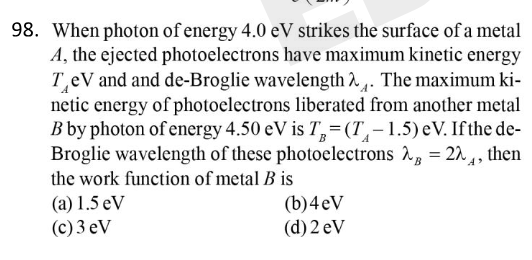 98. When photon of energy 4.0 eV strikes the surface of a metal
A, the ejected photoelectrons have maximum kinetic energy
T_A eV and and de-Broglie wavelength λ_A. The maximum ki-
netic energy of photoelectrons liberated from another metal
B by photon of energy 4.50 eV is T_B = (T_A – 1.5) eV. If the de-
Broglie wavelength of these photoelectrons λ_B = 2λ_A, then
the work function of metal B is
(a) 1.5 eV (b) 4 eV
(c) 3 eV (d) 2 eV